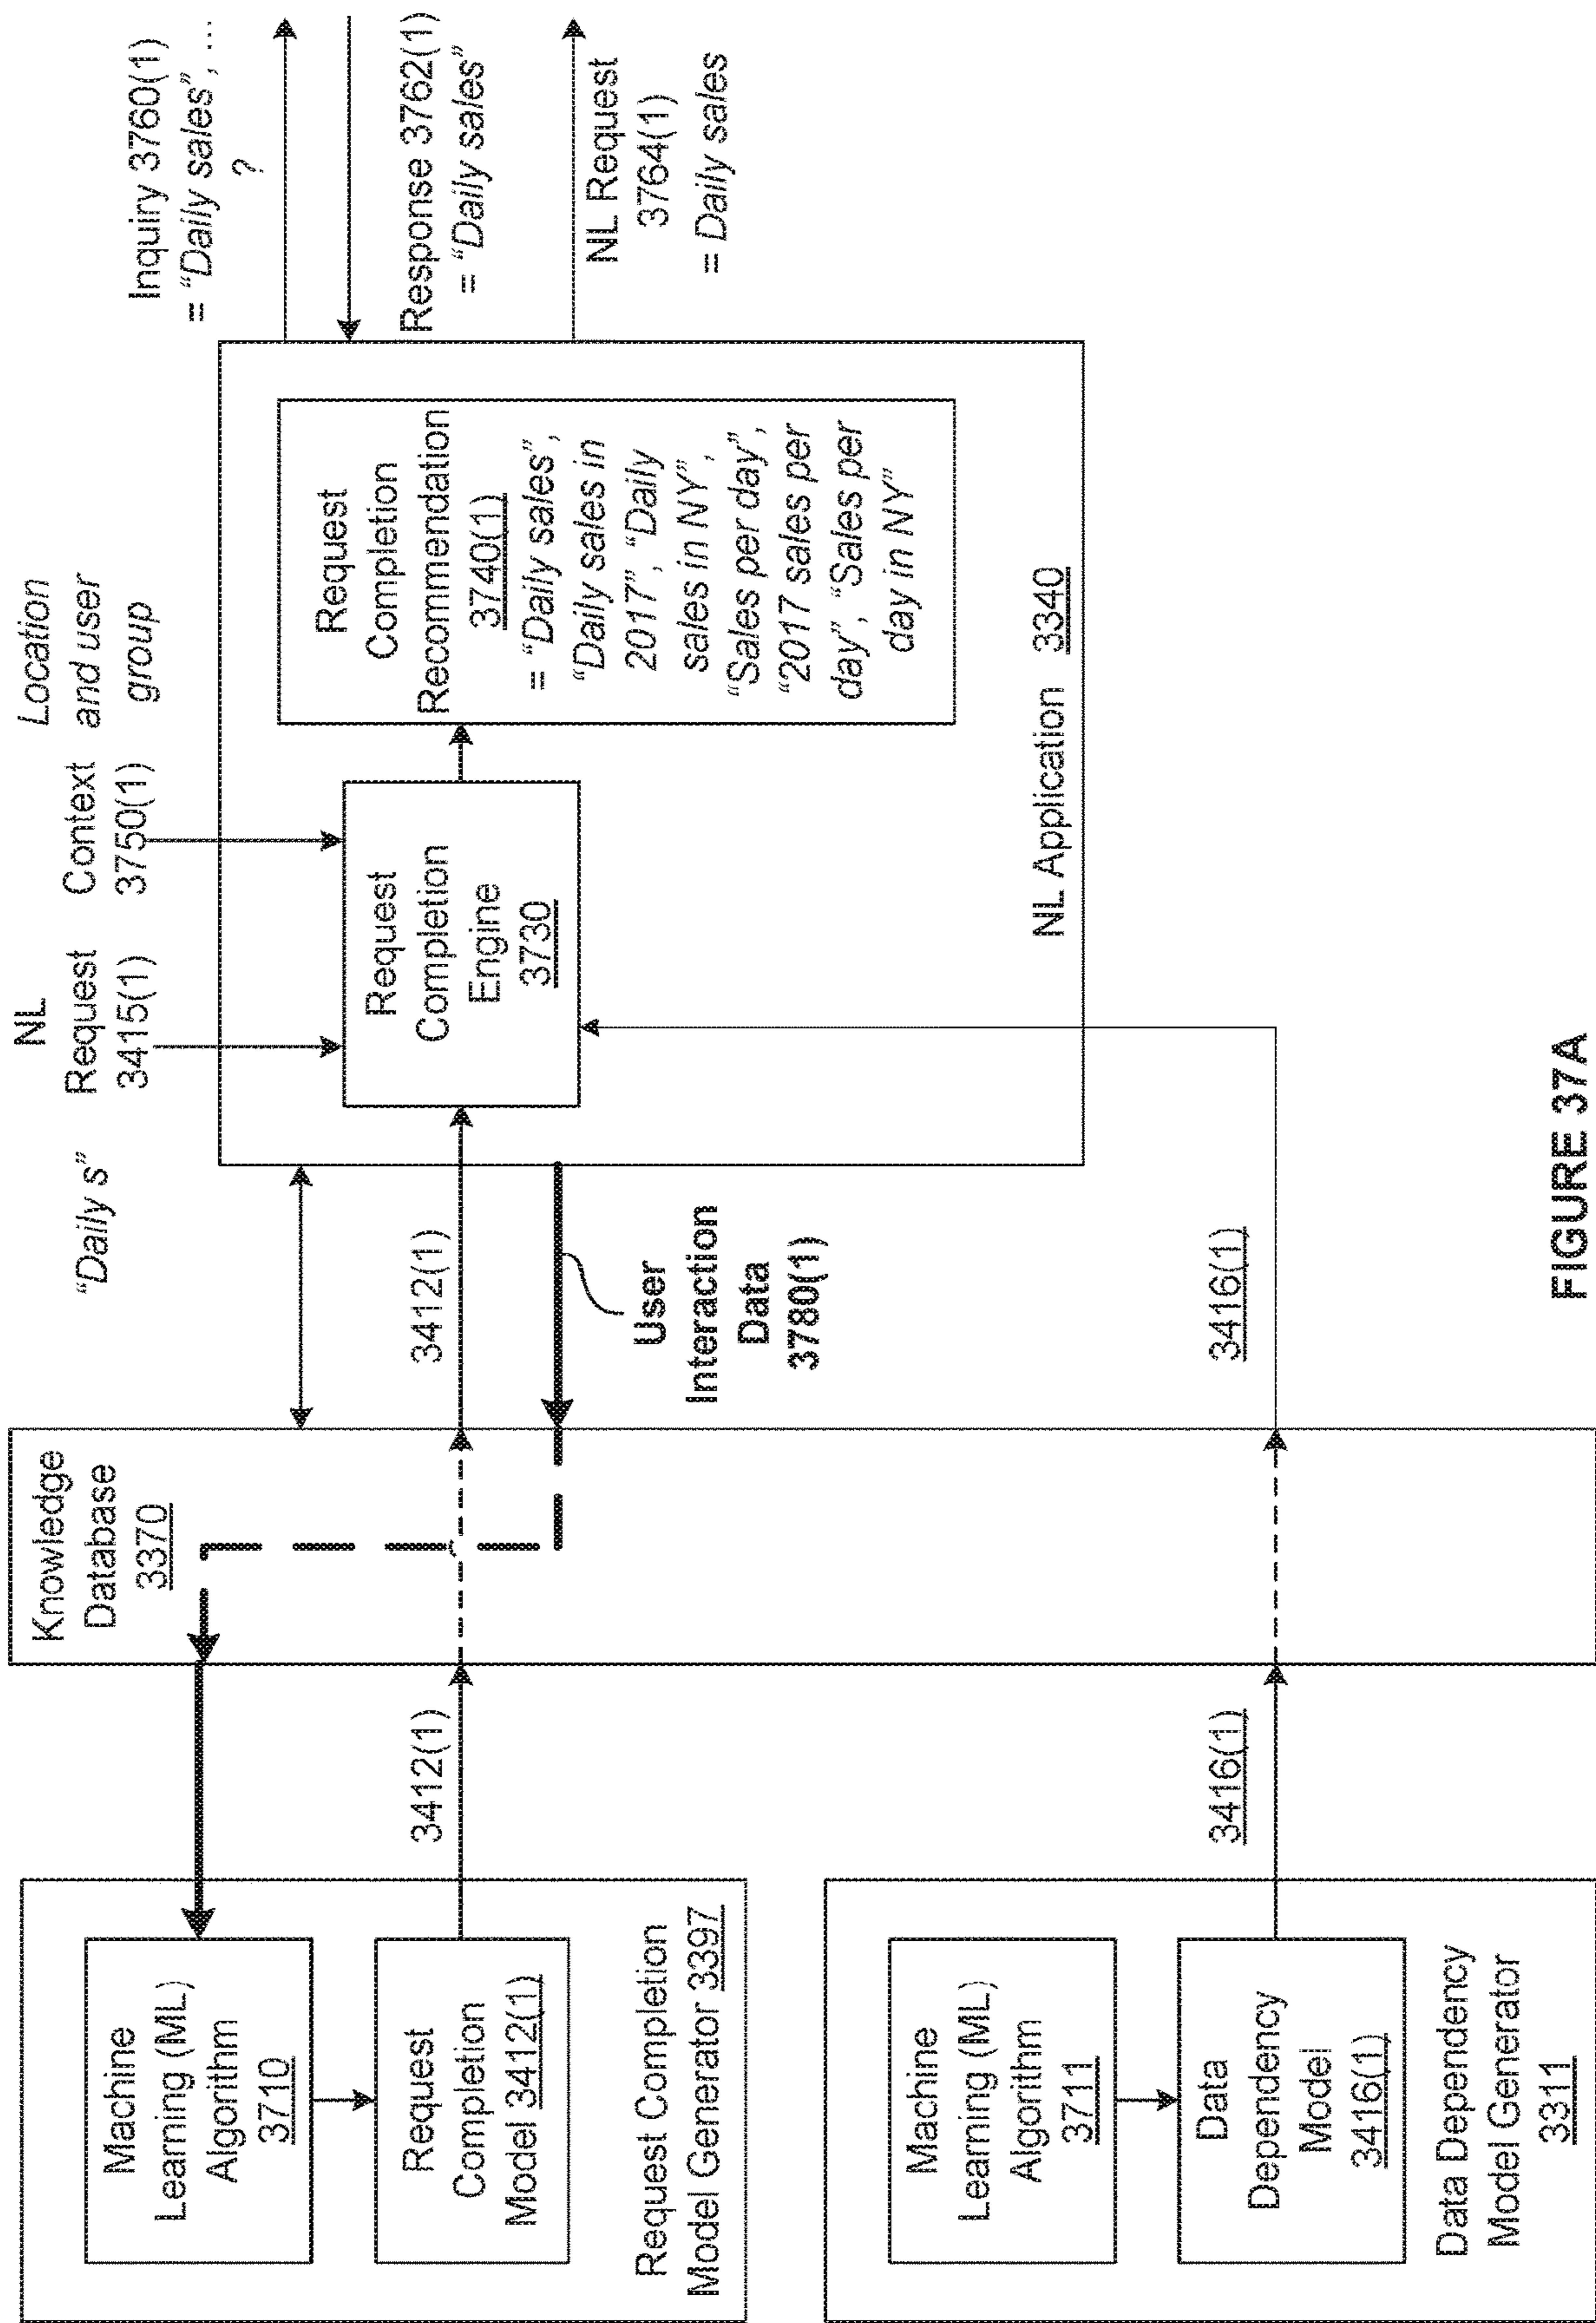 Machine
Learning (ML)
Algorithm
3710
Request
Completion
Model 3412(1)
Request Completion
Model Generator 3397
Machine
Learning (ML)
Algorithm
3711
Data
Dependency
Model
3416(1)
Data Dependency
Model Generator
3311
3412(1)
3416(1)
Knowledge
Database
3370
3412(1)
User
Interaction
Data
3780(1)
3416(1)
“Daily s”
NL
Request
3415(1)
Context
3750(1)
Location
and user
group
Request
Completion
Engine
3730
Request
Completion
Recommendation
3740(1)
= “Daily sales”,
“Daily sales in
2017”, “Daily
sales in NY”,
“Sales per day”,
“2017 sales per
day”, “Sales per
day in NY”
NL Application 3340
Inquiry 3760(1)
= “Daily sales”, …
?
Response 3762(1)
= “Daily sales”
NL Request
3764(1)
= Daily sales
FIGURE 37A